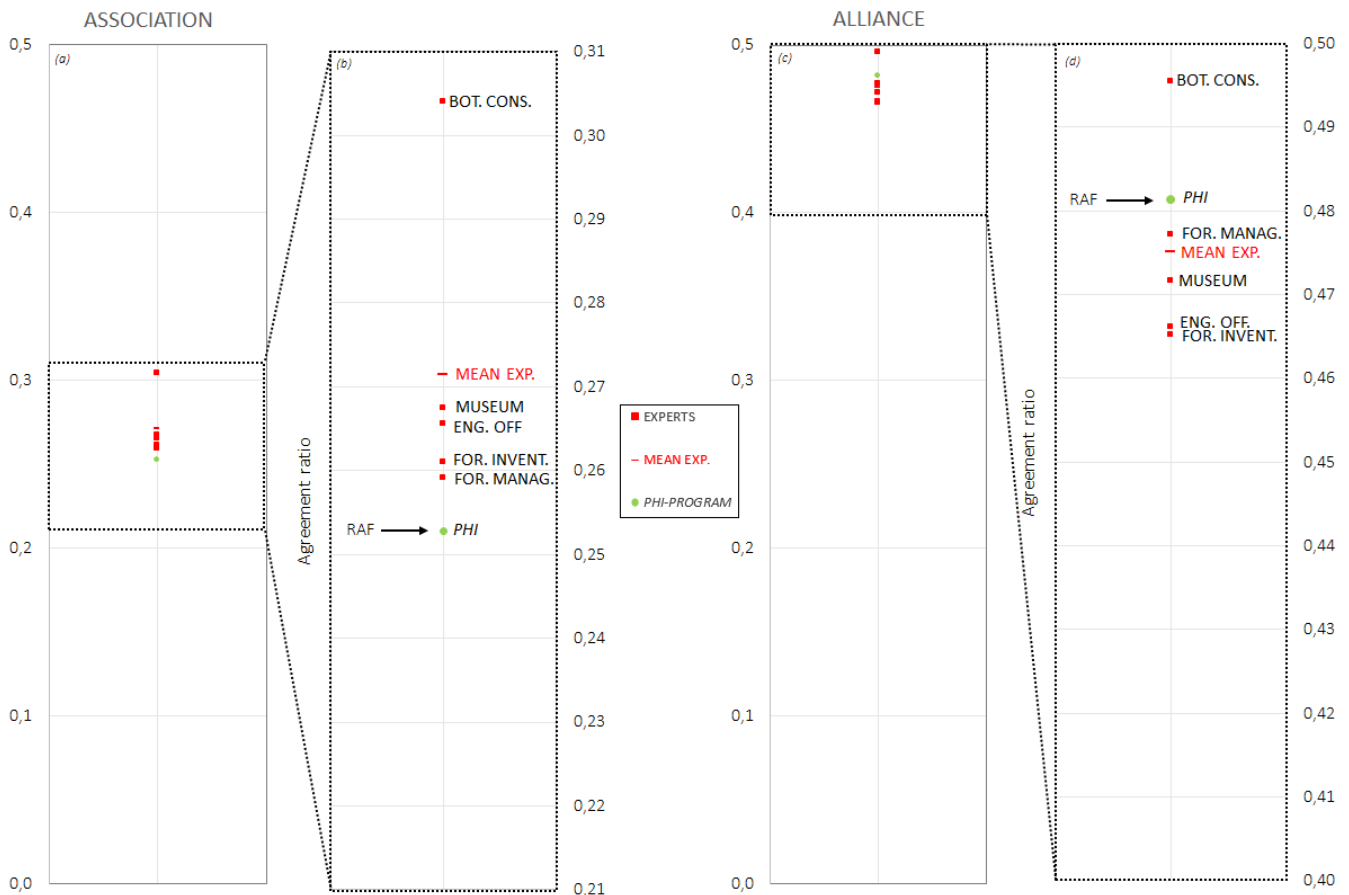 ASSOCIATION
0,5
0,4
0,3
0,2
0,1
0,0
(a)
(b)
BOT. CONS.
MEAN EXP.
MUSEUM
ENG. OFF
FOR. INVENT.
FOR. MANAG.
RAF
PHI
Agreement ratio
0,31
0,30
0,29
0,28
0,27
0,26
0,25
0,24
0,23
0,22
0,21
EXPERTS
MEAN EXP.
PHI-PROGRAM
ALLIANCE
0,5
0,4
0,3
0,2
0,1
0,0
(c)
(d)
BOT. CONS.
RAF
PHI
FOR. MANAG.
MEAN EXP.
MUSEUM
ENG. OFF.
FOR. INVENT.
Agreement ratio
0,50
0,49
0,48
0,47
0,46
0,45
0,44
0,43
0,42
0,41
0,40